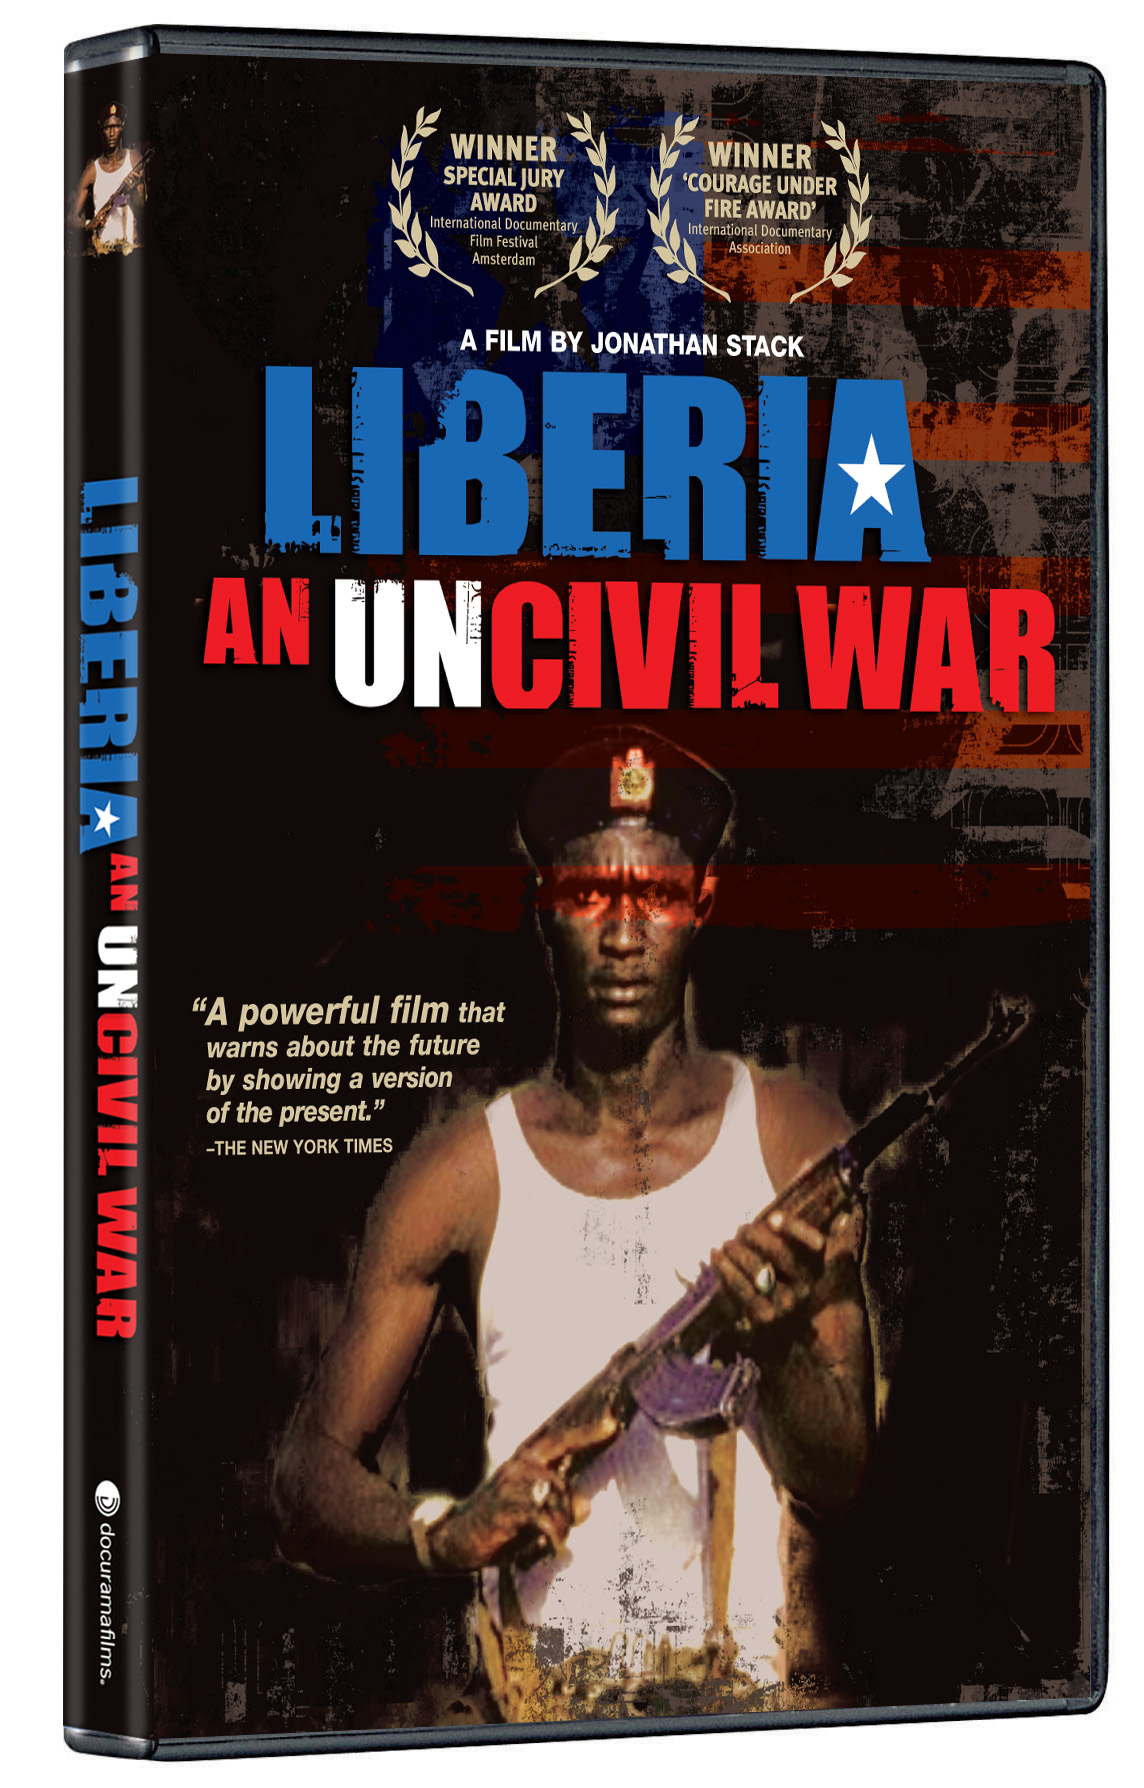 WINNER
SPECIAL JURY
AWARD
International Documentary
Film Festival
Amsterdam
WINNER
‘COURAGE UNDER
FIRE AWARD’
International Documentary
Association
A FILM BY JONATHAN STACK
LIBERIA
AN UNCIVIL WAR
“A powerful film that
warns about the future
by showing a version
of the present.”
–THE NEW YORK TIMES
LIBERIA AN UNCIVIL WAR
docuramafilms.